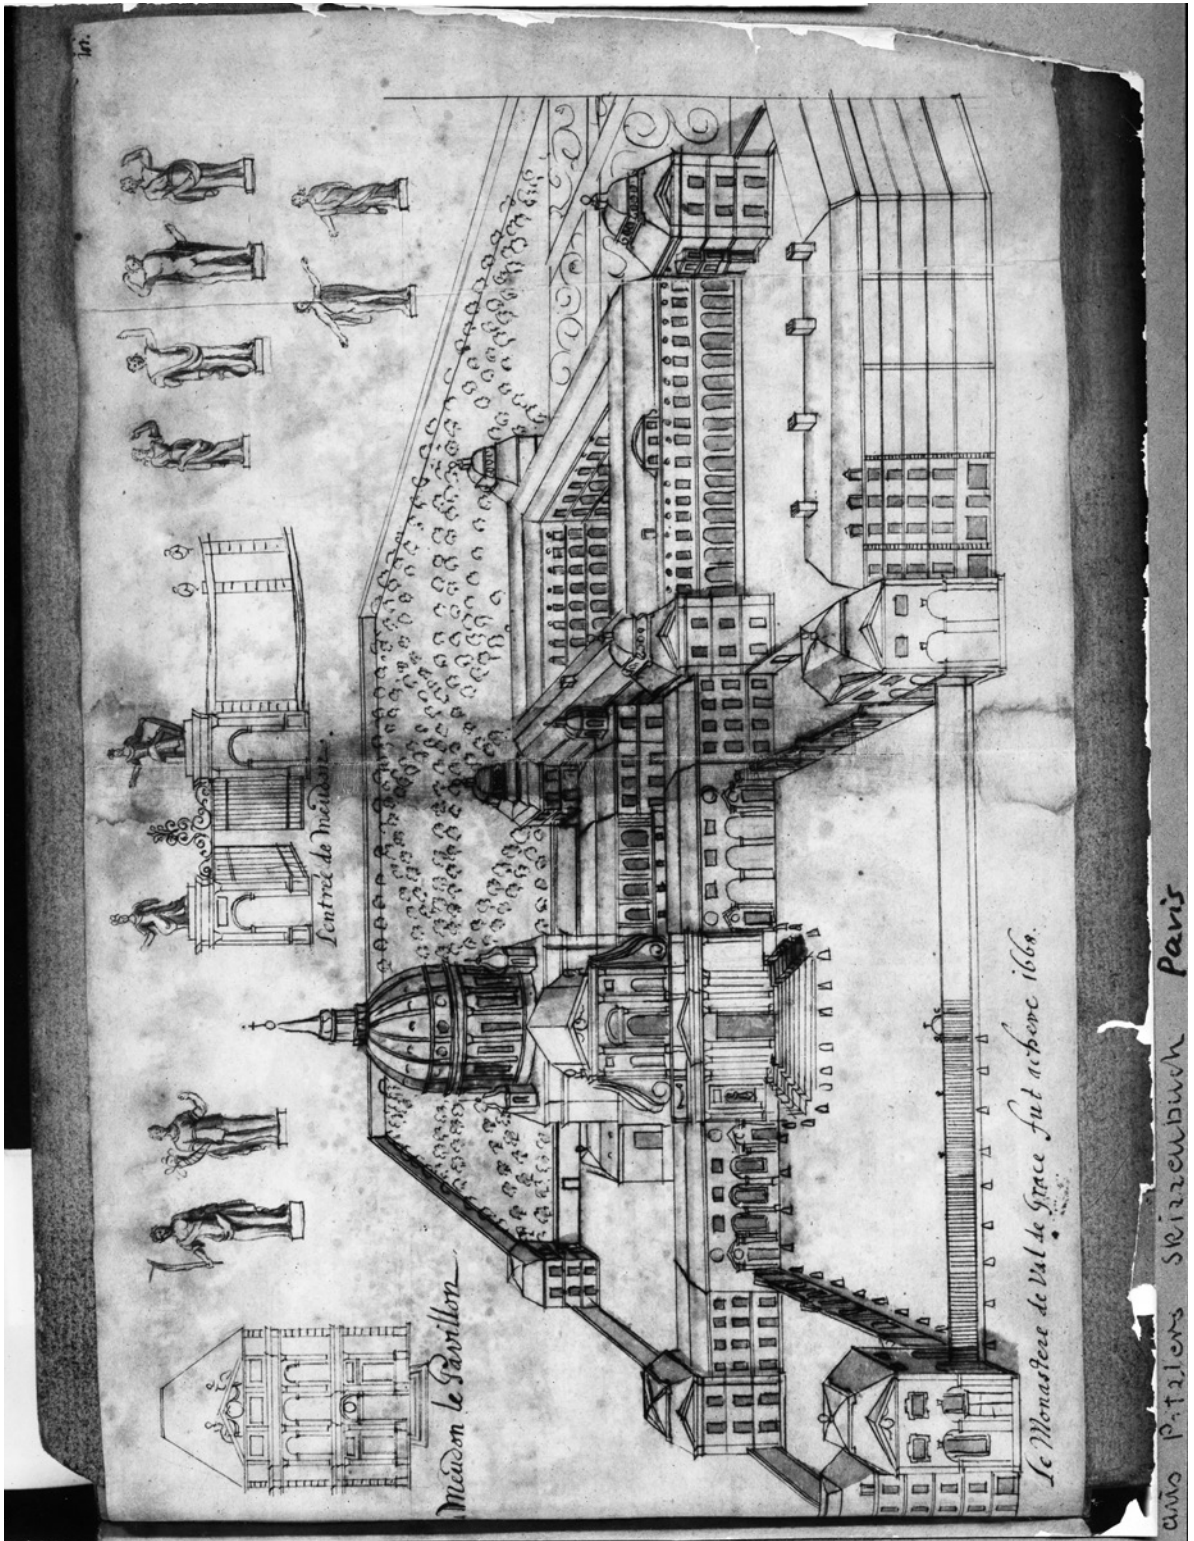 101.
Meudon le Pavillon
L'entrée de Meudon
Le Monastere de Val de Grace fut acheve 1668.
aus Pitzlers Skizzenbuch Paris